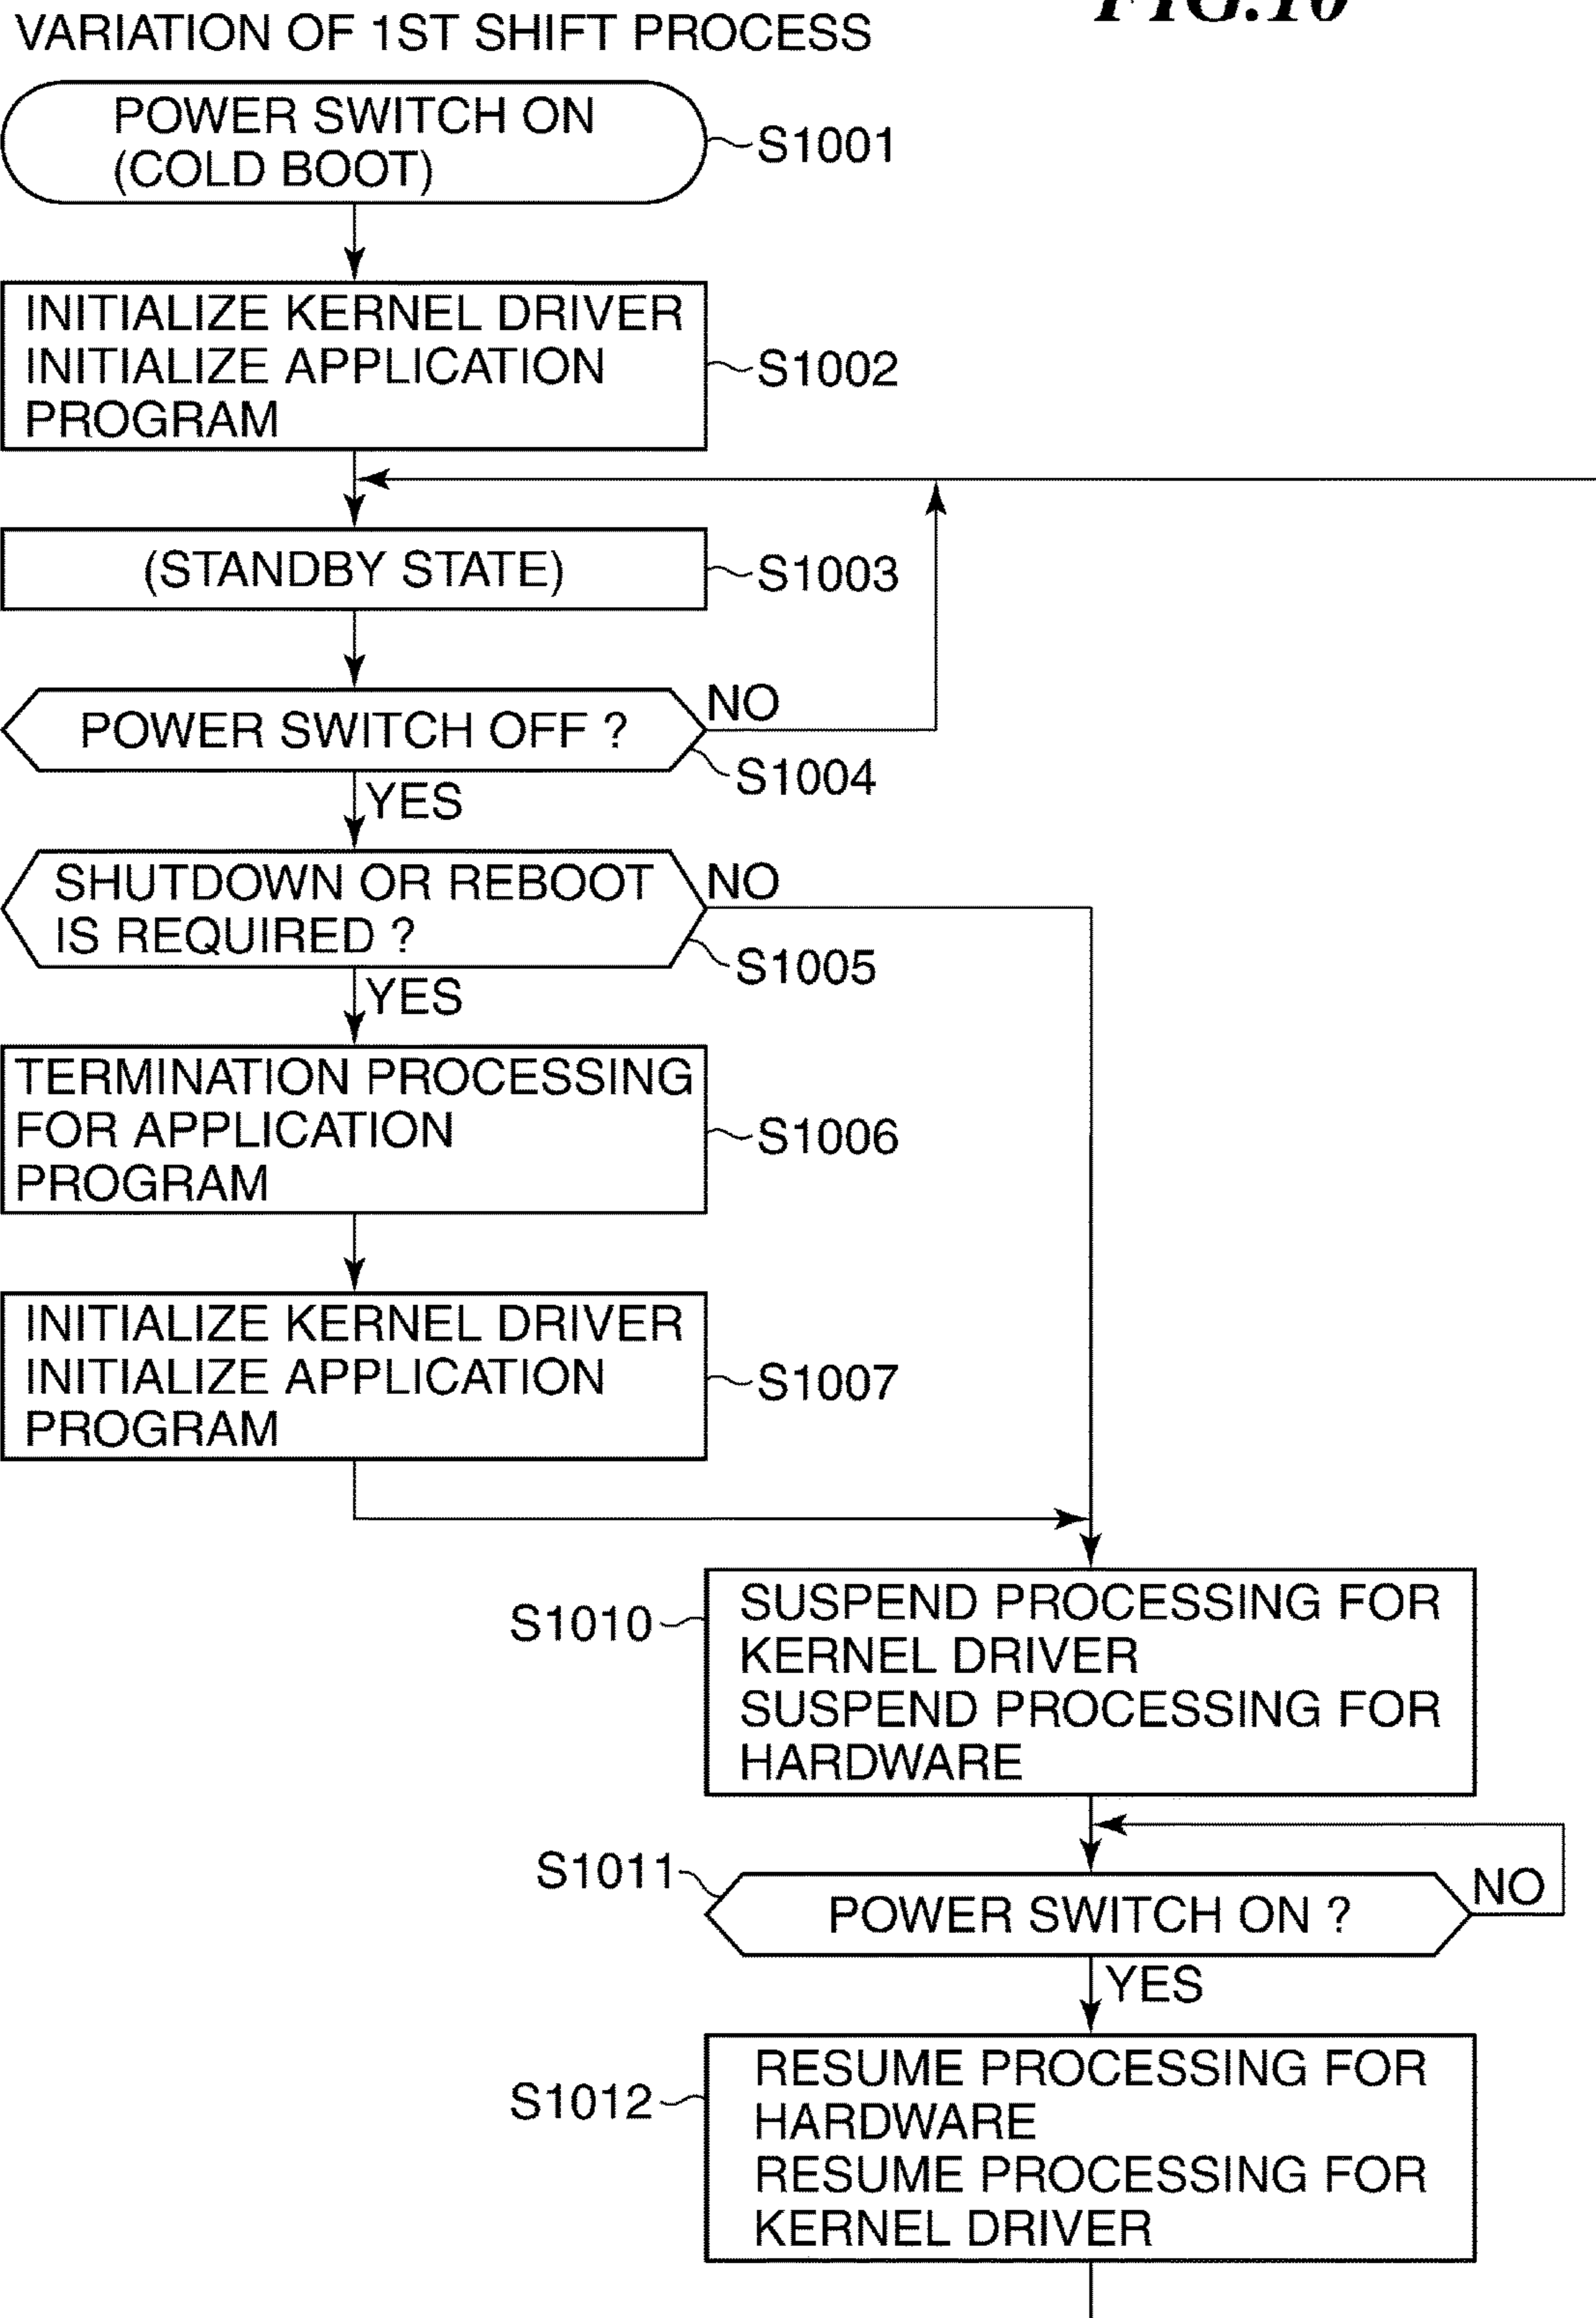 FIG.10
VARIATION OF 1ST SHIFT PROCESS
POWER SWITCH ON
(COLD BOOT)
S1001
INITIALIZE KERNEL DRIVER
INITIALIZE APPLICATION
PROGRAM
S1002
(STANDBY STATE)
S1003
POWER SWITCH OFF ?
NO
S1004
YES
SHUTDOWN OR REBOOT
IS REQUIRED ?
NO
S1005
YES
TERMINATION PROCESSING
FOR APPLICATION
PROGRAM
S1006
INITIALIZE KERNEL DRIVER
INITIALIZE APPLICATION
PROGRAM
S1007
S1010
SUSPEND PROCESSING FOR
KERNEL DRIVER
SUSPEND PROCESSING FOR
HARDWARE
S1011
POWER SWITCH ON ?
NO
YES
S1012
RESUME PROCESSING FOR
HARDWARE
RESUME PROCESSING FOR
KERNEL DRIVER